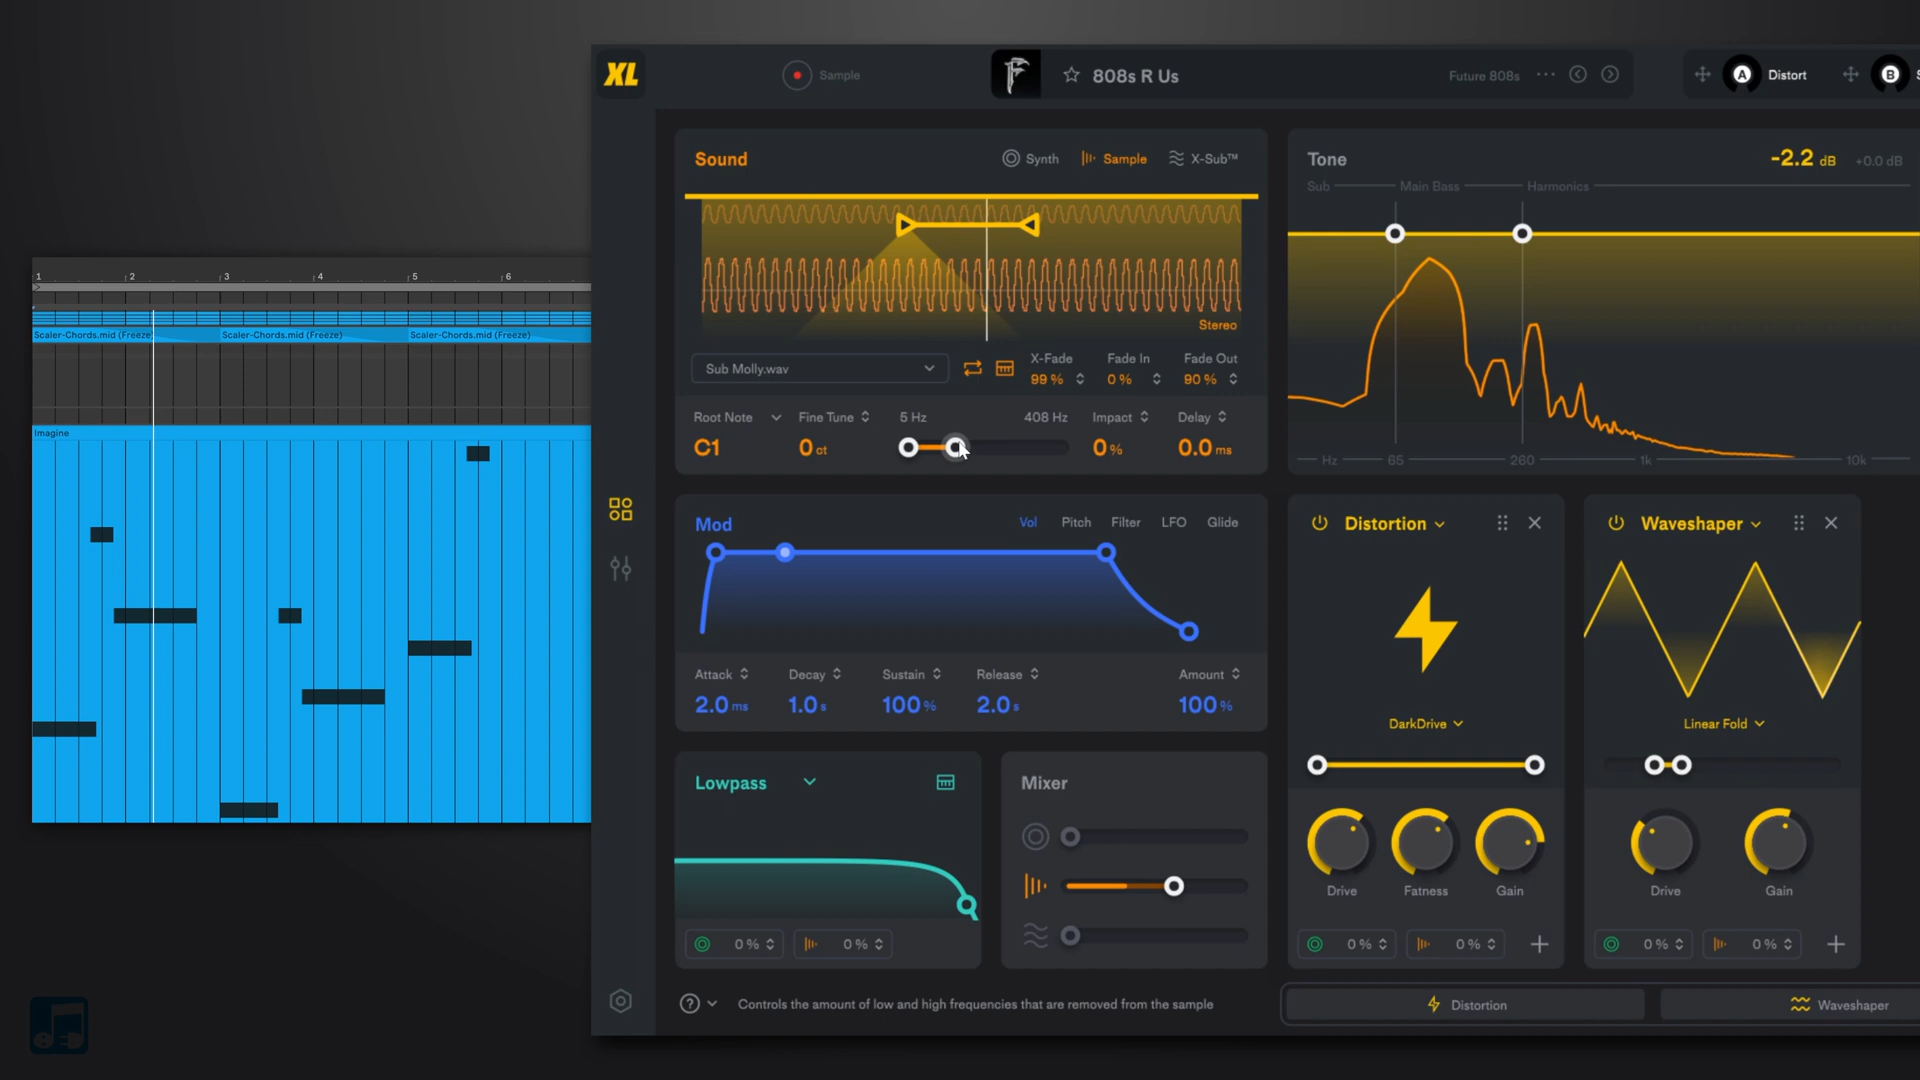 XL
Sample
808s R Us
Future 808s
A
Distort
B
1 2 3 4 5 6
Scaler-Chords.mid (Freeze)
Scaler-Chords.mid (Freeze)
Scaler-Chords.mid (Freeze)
Imagine
Sound
Synth
Sample
X-Sub™
Stereo
Sub Molly.wav
X-Fade
99 %
Fade In
0 %
Fade Out
90 %
Root Note
C1
Fine Tune
0 ct
5 Hz
408 Hz
Impact
0 %
Delay
0.0 ms
Tone
-2.2 dB
+0.0 dB
Sub
Main Bass
Harmonics
Hz
65
260
1k
10k
Mod
Vol
Pitch
Filter
LFO
Glide
Attack
2.0 ms
Decay
1.0 s
Sustain
100 %
Release
2.0 s
Amount
100 %
Lowpass
0 %
0 %
Mixer
Distortion
DarkDrive
Drive
Fatness
Gain
0 %
0 %
Waveshaper
Linear Fold
Drive
Gain
0 %
0 %
?
Controls the amount of low and high frequencies that are removed from the sample
Distortion
Waveshaper